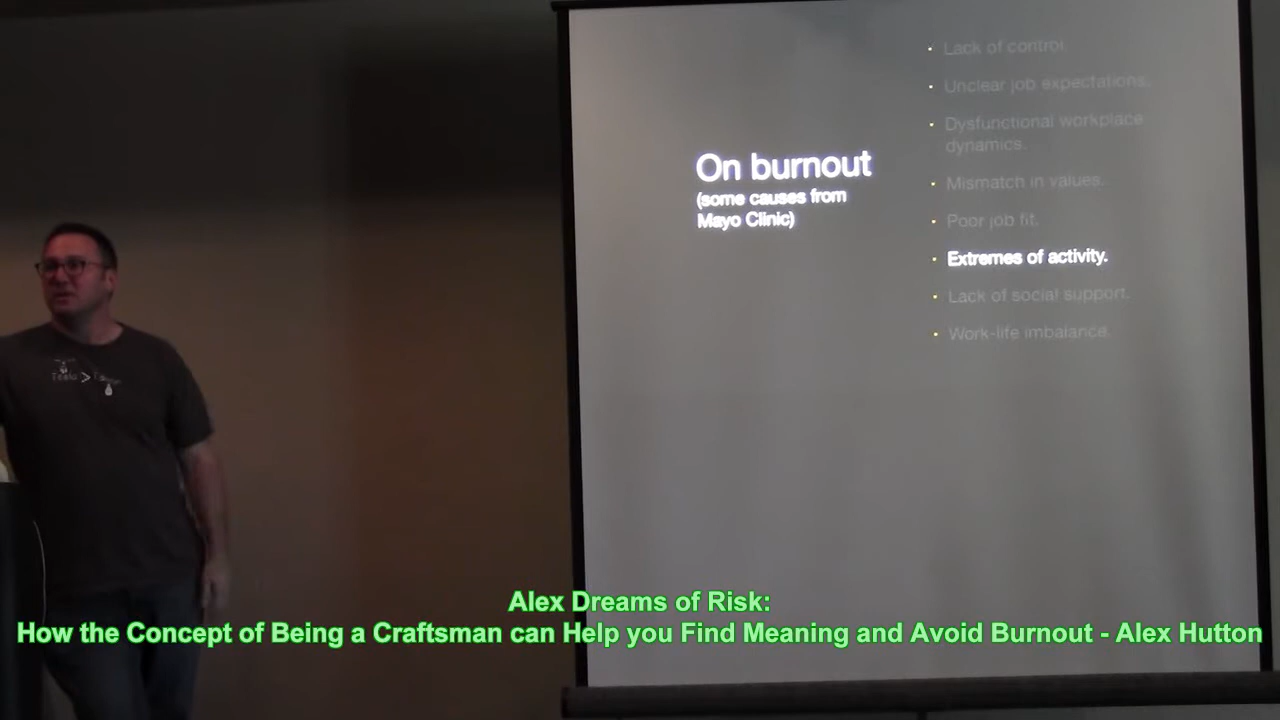 On burnout
(some causes from
Mayo Clinic)
Lack of control.
Unclear job expectations.
Dysfunctional workplace
dynamics.
Mismatch in values.
Poor job fit.
Extremes of activity.
Lack of social support.
Work-life imbalance.
Alex Dreams of Risk:
How the Concept of Being a Craftsman can Help you Find Meaning and Avoid Burnout - Alex Hutton